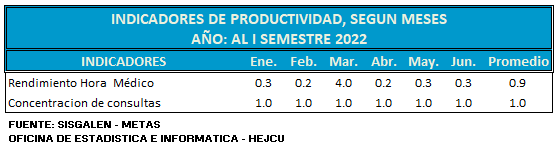 INDICADORES DE PRODUCTIVIDAD, SEGUN MESES
AÑO: AL I SEMESTRE 2022
INDICADORES Ene. Feb. Mar. Abr. May. Jun. Promedio
Rendimiento Hora Médico 0.3 0.2 4.0 0.2 0.3 0.3 0.9
Concentracion de consultas 1.0 1.0 1.0 1.0 1.0 1.0 1.0
FUENTE: SISGALEN - METAS
OFICINA DE ESTADISTICA E INFORMATICA - HEJCU